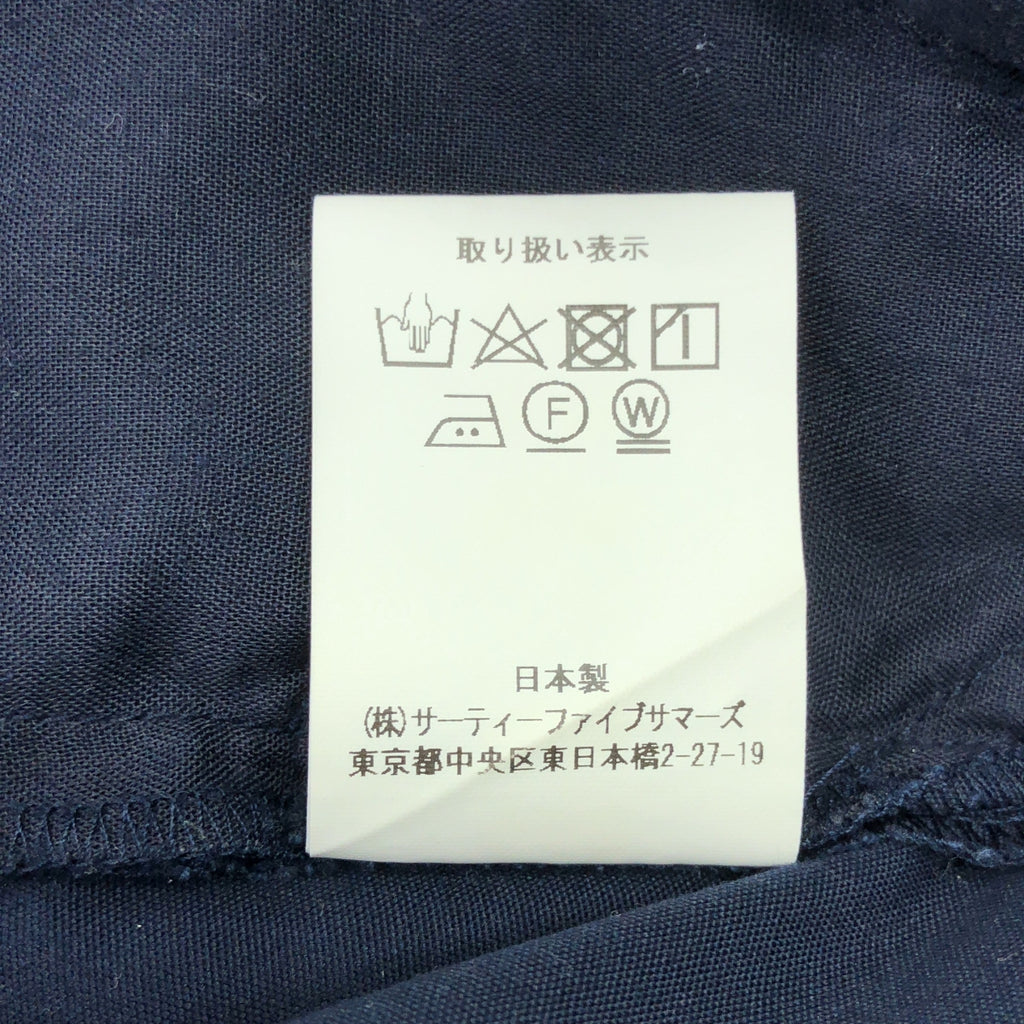 取り扱い表示
F W
日本製
(株)サーティーファイブサマーズ
東京都中央区東日本橋2-27-19